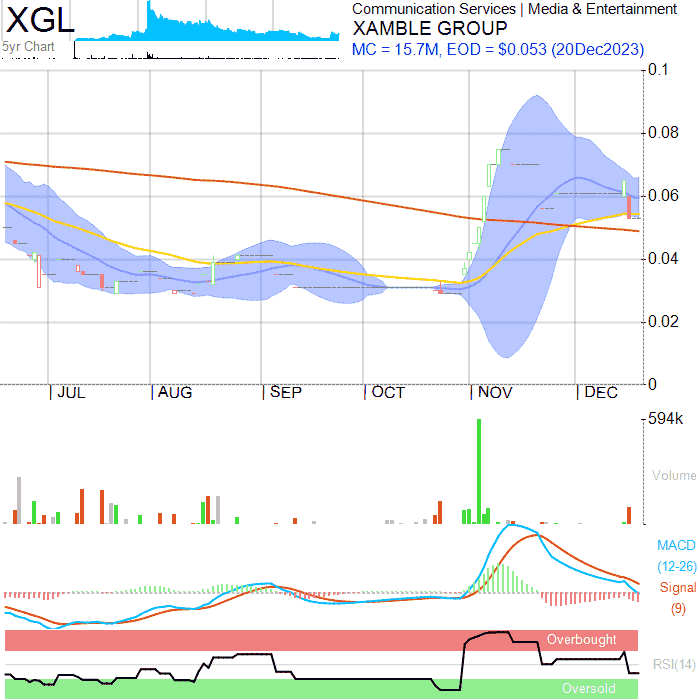 XGL
5yr Chart
Communication Services | Media & Entertainment
XAMBLE GROUP
MC = 15.7M, EOD = $0.053 (20Dec2023)
0.1
0.08
0.06
0.04
0.02
0
JUL AUG SEP OCT NOV DEC
594k
Volume
MACD
(12-26)
Signal
(9)
Overbought
RSI(14)
Oversold